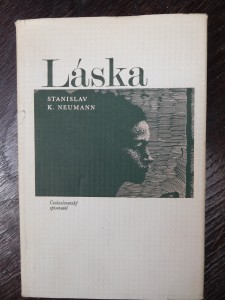 Láska
STANISLAV
K. NEUMANN
Československý
spisovatel